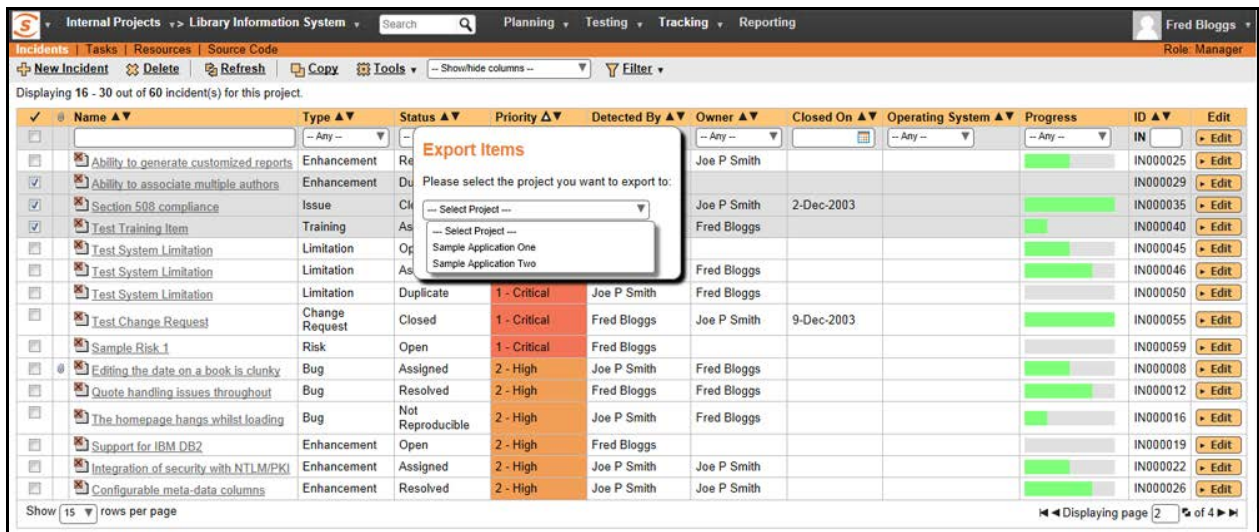 Internal Projects > Library Information System Search Planning Testing Tracking Reporting Fred Bloggs
Incidents | Tasks | Resources | Source Code Role: Manager
New Incident Delete Refresh Copy Tools -- Show/hide columns -- Filter
Displaying 16 - 30 out of 60 incident(s) for this project.
Name Type Status Priority Detected By Owner Closed On Operating System Progress ID Edit
-- Any -- -- Any -- -- Any -- -- Any -- IN Edit
Export Items
Please select the project you want to export to:
--- Select Project ---
--- Select Project ---
Sample Application One
Sample Application Two
Ability to generate customized reports Enhancement Re Joe P Smith IN000025 Edit
Ability to associate multiple authors Enhancement Du IN000029 Edit
Section 508 compliance Issue Cl Joe P Smith 2-Dec-2003 IN000035 Edit
Test Training Item Training As Fred Bloggs IN000040 Edit
Test System Limitation Limitation Op IN000045 Edit
Test System Limitation Limitation As Fred Bloggs IN000046 Edit
Test System Limitation Limitation Duplicate 1 - Critical Joe P Smith Fred Bloggs IN000050 Edit
Test Change Request Change Request Closed 1 - Critical Fred Bloggs Joe P Smith 9-Dec-2003 IN000055 Edit
Sample Risk 1 Risk Open 1 - Critical Fred Bloggs IN000059 Edit
Editing the date on a book is clunky Bug Assigned 2 - High Joe P Smith Fred Bloggs IN000008 Edit
Quote handling issues throughout Bug Resolved 2 - High Fred Bloggs Fred Bloggs IN000012 Edit
The homepage hangs whilst loading Bug Not Reproducible 2 - High Joe P Smith Fred Bloggs IN000016 Edit
Support for IBM DB2 Enhancement Open 2 - High Fred Bloggs IN000019 Edit
Integration of security with NTLM/PKI Enhancement Assigned 2 - High Joe P Smith Joe P Smith IN000022 Edit
Configurable meta-data columns Enhancement Resolved 2 - High Joe P Smith Joe P Smith IN000026 Edit
Show 15 rows per page Displaying page 2 of 4